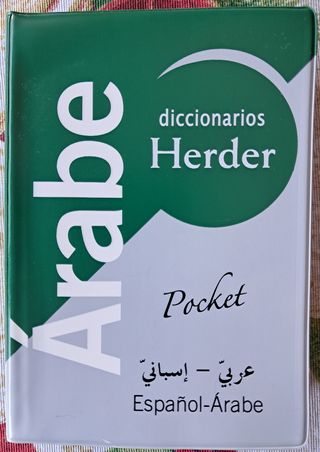 Árabe
diccionarios
Herder
Pocket
عربيّ – إسبانيّ
Español-Árabe